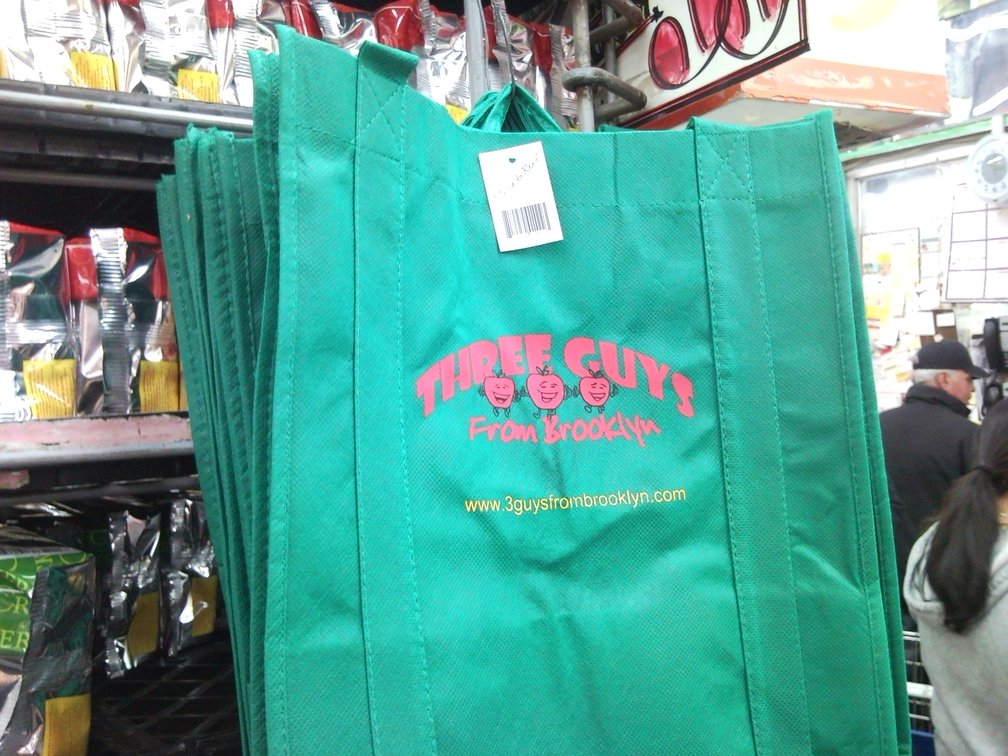 THREE GUYS
From Brooklyn
www.3guysfrombrooklyn.com